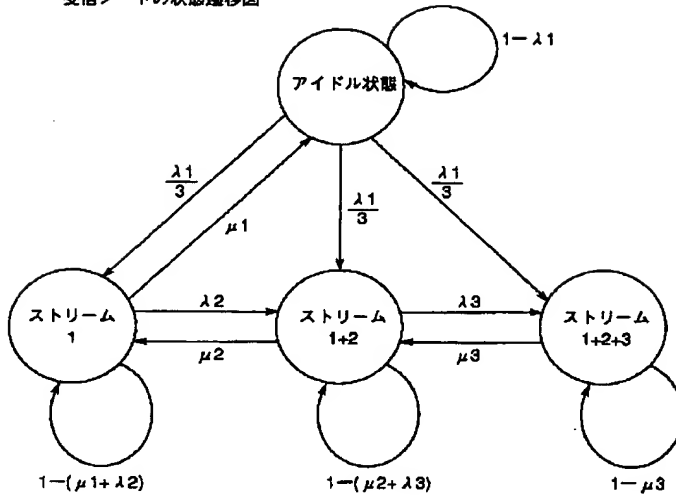 受信ノードの状態遷移図
アイドル状態
1－λ1
λ1
3
μ1
λ1
3
λ1
3
ストリーム
1
λ2
μ2
ストリーム
1+2
λ3
μ3
ストリーム
1+2+3
1－(μ1+λ2)
1－(μ2+λ3)
1－μ3